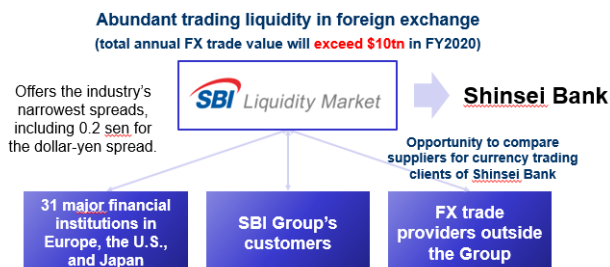 Abundant trading liquidity in foreign exchange
(total annual FX trade value will exceed $10tn in FY2020)
Offers the industry's
narrowest spreads,
including 0.2 sen for
the dollar-yen spread.
SBI Liquidity Market
Shinsei Bank
Opportunity to compare
suppliers for currency trading
clients of Shinsei Bank
31 major financial
institutions in
Europe, the U.S.,
and Japan
SBI Group's
customers
FX trade
providers outside
the Group